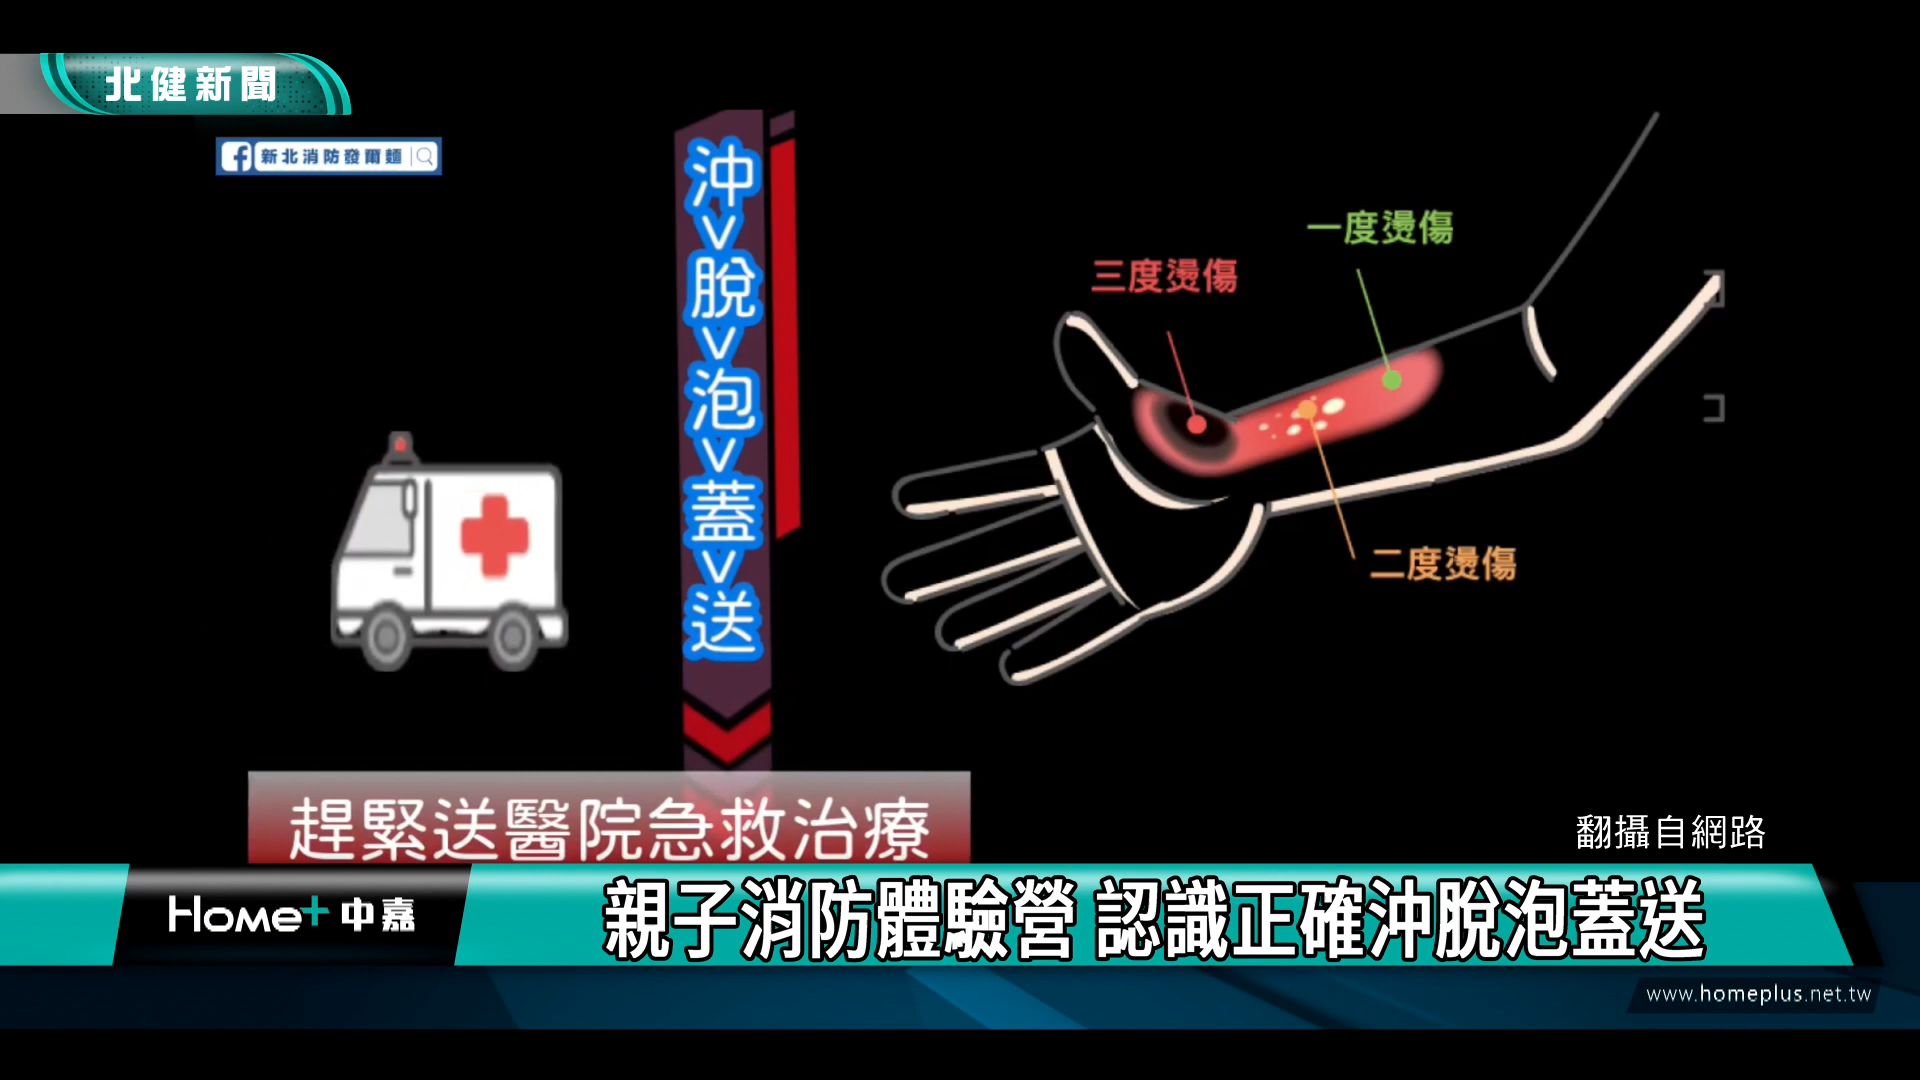 北健新聞
新北消防發爾麵
沖>脫>泡>蓋>送
一度燙傷
三度燙傷
二度燙傷
趕緊送醫院急救治療
翻攝自網路
Home+中嘉
親子消防體驗營 認識正確沖脫泡蓋送
www.homeplus.net.tw